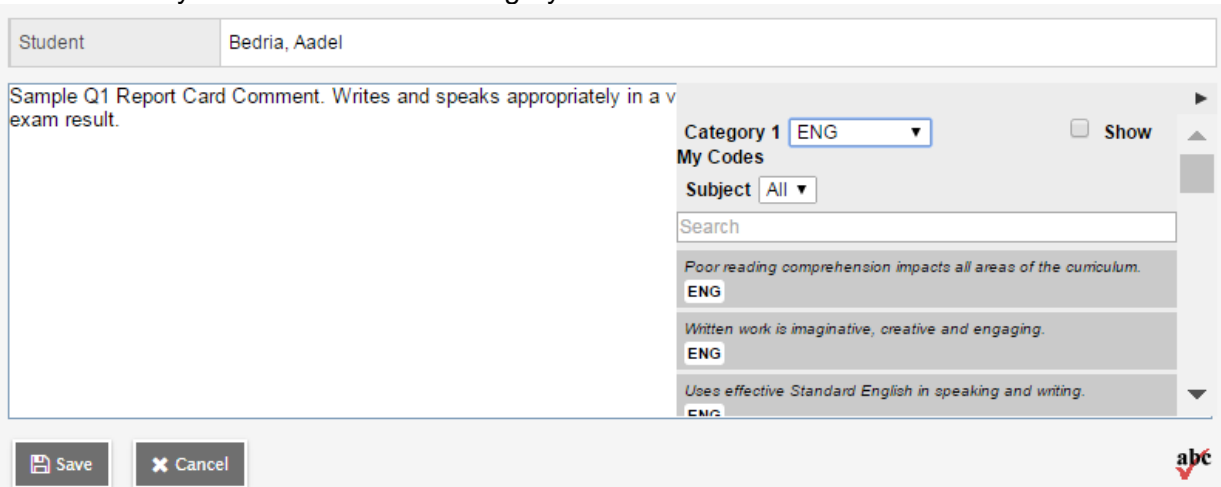 Student Bedria, Aadel
Sample Q1 Report Card Comment. Writes and speaks appropriately in a v
exam result.
Category 1 ENG Show
My Codes
Subject All
Search
Poor reading comprehension impacts all areas of the curriculum.
ENG
Written work is imaginative, creative and engaging.
ENG
Uses effective Standard English in speaking and writing.
ENG
Save Cancel
abc